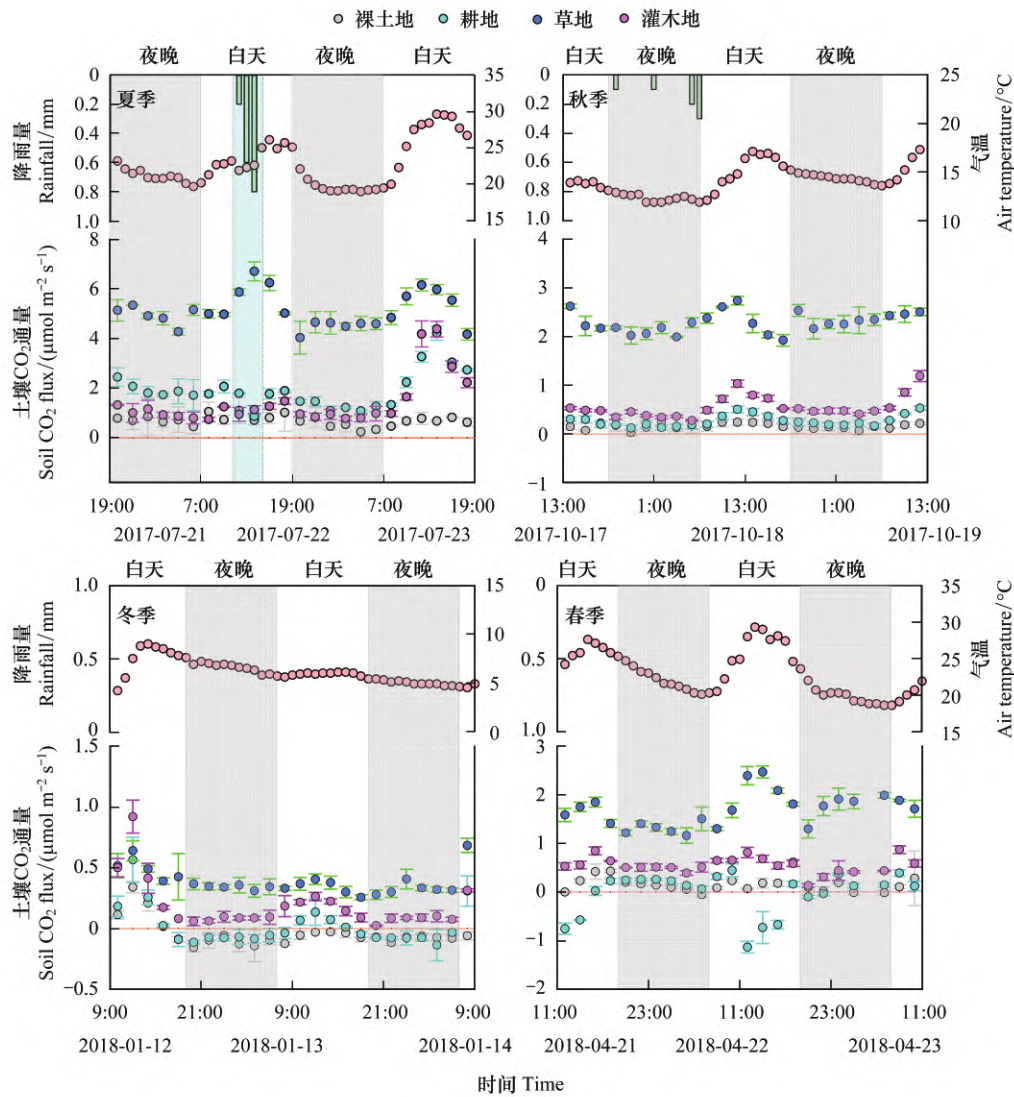 裸土地 耕地 草地 灌木地
夜晚 白天 夜晚 白天
夏季
降雨量
Rainfall/mm
0
0.2
0.4
0.6
0.8
1.0
35
30
25
20
15
土壤CO₂通量
Soil CO₂ flux/(μmol m⁻² s⁻¹)
8
6
4
2
0
19:00 7:00 19:00 7:00 19:00
2017-07-21 2017-07-22 2017-07-23
夜晚 白天 夜晚
秋季
0
0.2
0.4
0.6
0.8
1.0
25
20
15
10
气温
Air temperature/°C
4
3
2
1
0
−1
13:00 1:00 13:00 1:00 13:00
2017-10-17 2017-10-18 2017-10-19
白天 夜晚 白天 夜晚
冬季
降雨量
Rainfall/mm
1.0
0.5
0
15
10
5
0
土壤CO₂通量
Soil CO₂ flux/(μmol m⁻² s⁻¹)
1.5
1.0
0.5
0
−0.5
9:00 21:00 9:00 21:00 9:00
2018-01-12 2018-01-13 2018-01-14
白天 夜晚 白天 夜晚
春季
0
0.5
1.0
35
30
25
20
15
气温
Air temperature/°C
3
2
1
0
−1
−2
11:00 23:00 11:00 23:00 11:00
2018-04-21 2018-04-22 2018-04-23
时间 Time